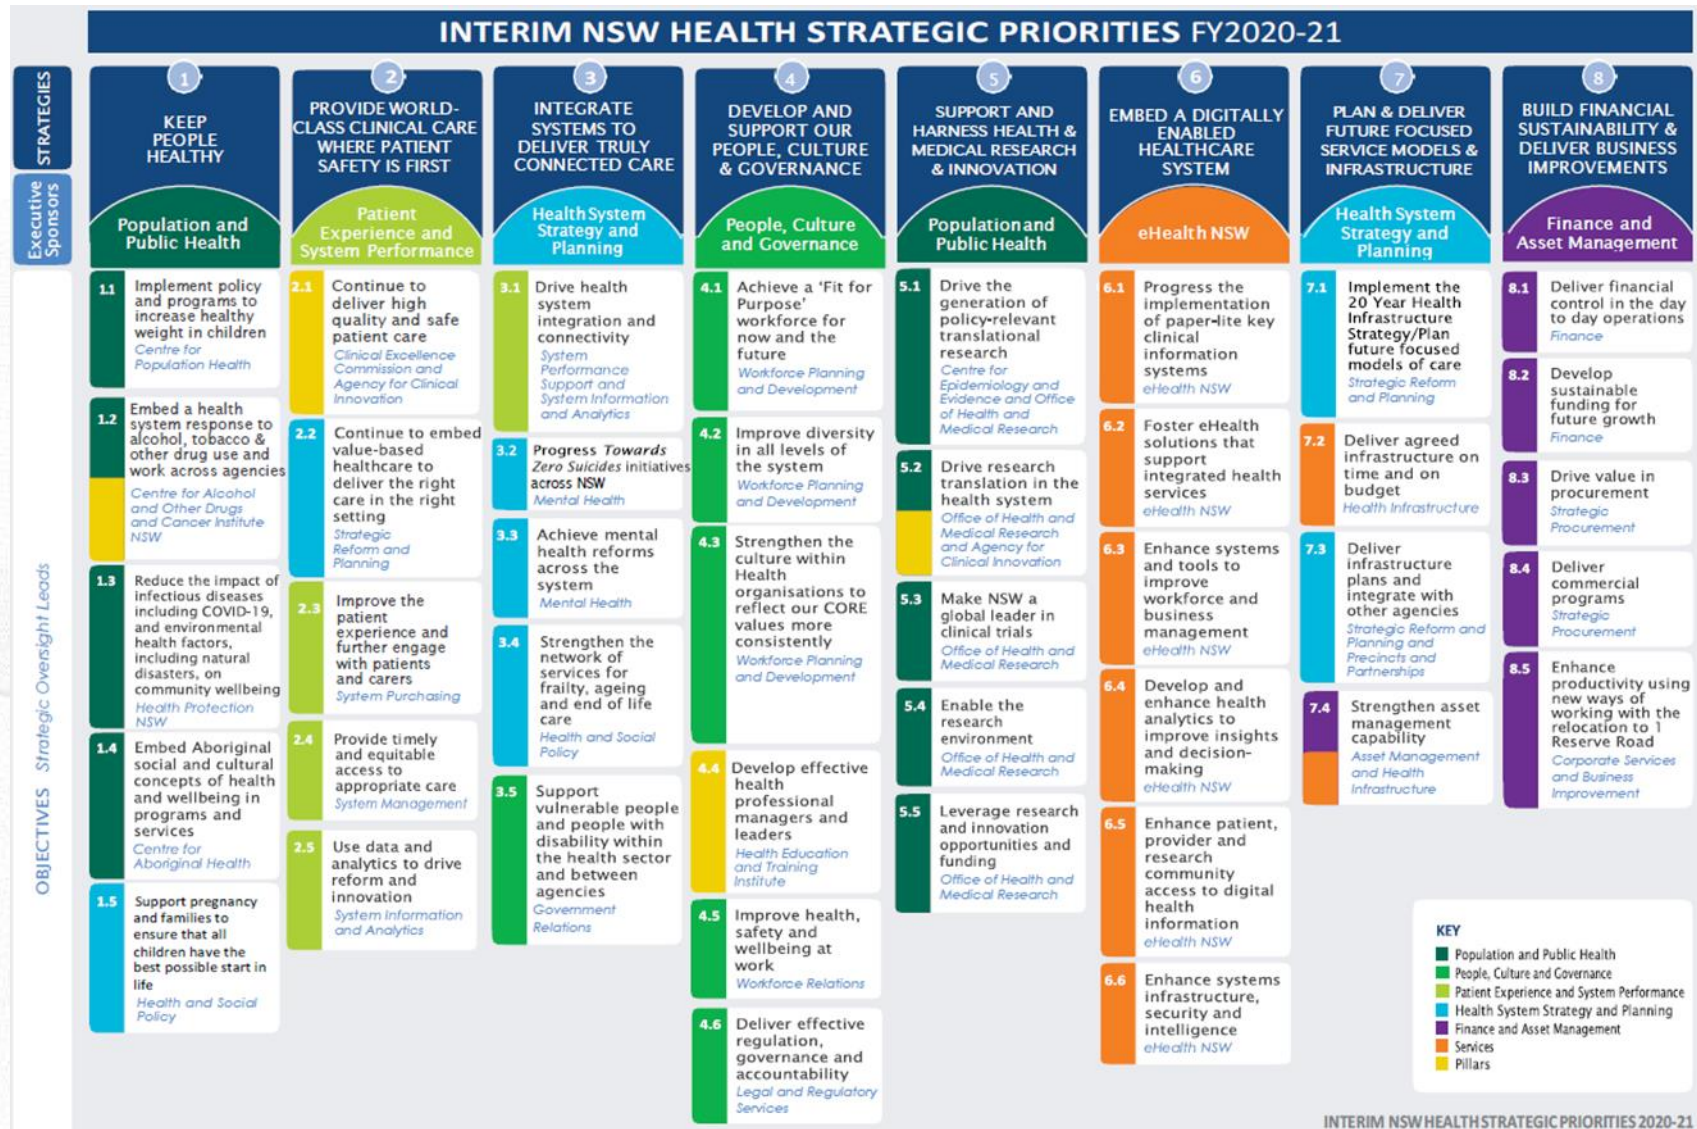 INTERIM NSW HEALTH STRATEGIC PRIORITIES FY2020-21
STRATEGIES
1
KEEP
PEOPLE
HEALTHY
2
PROVIDE WORLD-
CLASS CLINICAL CARE
WHERE PATIENT
SAFETY IS FIRST
3
INTEGRATE
SYSTEMS TO
DELIVER TRULY
CONNECTED CARE
4
DEVELOP AND
SUPPORT OUR
PEOPLE, CULTURE
& GOVERNANCE
5
SUPPORT AND
HARNESS HEALTH &
MEDICAL RESEARCH
& INNOVATION
6
EMBED A DIGITALLY
ENABLED
HEALTHCARE
SYSTEM
7
PLAN & DELIVER
FUTURE FOCUSED
SERVICE MODELS &
INFRASTRUCTURE
8
BUILD FINANCIAL
SUSTAINABILITY &
DELIVER BUSINESS
IMPROVEMENTS
Executive
Sponsors
Population and
Public Health
Patient
Experience and
System Performance
Health System
Strategy and
Planning
People, Culture
and Governance
Population and
Public Health
eHealth NSW
Health System
Strategy and
Planning
Finance and
Asset Management
OBJECTIVES Strategic Oversight Leads
1.1 Implement policy
and programs to
increase healthy
weight in children
Centre for
Population Health
1.2 Embed a health
system response to
alcohol, tobacco &
other drug use and
work across agencies
Centre for Alcohol
and Other Drugs
and Cancer Institute
NSW
1.3 Reduce the impact of
infectious diseases
including COVID-19,
and environmental
health factors,
including natural
disasters, on
community wellbeing
Health Protection
NSW
1.4 Embed Aboriginal
social and cultural
concepts of health
and wellbeing in
programs and
services
Centre for
Aboriginal Health
1.5 Support pregnancy
and families to
ensure that all
children have the
best possible start in
life
Health and Social
Policy
2.1 Continue to
deliver high
quality and safe
patient care
Clinical Excellence
Commission and
Agency for Clinical
Innovation
2.2 Continue to embed
value-based
healthcare to
deliver the right
care in the right
setting
Strategic
Reform and
Planning
2.3 Improve the
patient
experience and
further engage
with patients
and carers
System Purchasing
2.4 Provide timely
and equitable
access to
appropriate care
System Management
2.5 Use data and
analytics to drive
reform and
innovation
System Information
and Analytics
3.1 Drive health
system
integration and
connectivity
System
Performance
Support and
System Information
and Analytics
3.2 Progress Towards
Zero Suicides initiatives
across NSW
Mental Health
3.3 Achieve mental
health reforms
across the
system
Mental Health
3.4 Strengthen the
network of
services for
frailty, ageing
and end of life
care
Health and Social
Policy
3.5 Support
vulnerable people
and people with
disability within
the health sector
and between
agencies
Government
Relations
4.1 Achieve a 'Fit for
Purpose'
workforce for
now and the
future
Workforce Planning
and Development
4.2 Improve diversity
in all levels of
the system
Workforce Planning
and Development
4.3 Strengthen the
culture within
Health
organisations to
reflect our CORE
values more
consistently
Workforce Planning
and Development
4.4 Develop effective
health
professional
managers and
leaders
Health Education
and Training
Institute
4.5 Improve health,
safety and
wellbeing at
work
Workforce Relations
4.6 Deliver effective
regulation,
governance and
accountability
Legal and Regulatory
Services
5.1 Drive the
generation of
policy-relevant
translational
research
Centre for
Epidemiology and
Evidence and Office
of Health and
Medical Research
5.2 Drive research
translation in the
health system
Office of Health and
Medical Research
and Agency for
Clinical Innovation
5.3 Make NSW a
global leader in
clinical trials
Office of Health and
Medical Research
5.4 Enable the
research
environment
Office of Health and
Medical Research
5.5 Leverage research
and innovation
opportunities and
funding
Office of Health and
Medical Research
6.1 Progress the
implementation
of paper-lite key
clinical
information
systems
eHealth NSW
6.2 Foster eHealth
solutions that
support
integrated health
services
eHealth NSW
6.3 Enhance systems
and tools to
improve
workforce and
business
management
eHealth NSW
6.4 Develop and
enhance health
analytics to
improve insights
and decision-
making
eHealth NSW
6.5 Enhance patient,
provider and
research
community
access to digital
health
information
eHealth NSW
6.6 Enhance systems
infrastructure,
security and
intelligence
eHealth NSW
7.1 Implement the
20 Year Health
Infrastructure
Strategy/Plan
future focused
models of care
Strategic Reform
and Planning
7.2 Deliver agreed
infrastructure on
time and on
budget
Health Infrastructure
7.3 Deliver
infrastructure
plans and
integrate with
other agencies
Strategic Reform and
Planning and
Precincts and
Partnerships
7.4 Strengthen asset
management
capability
Asset Management
and Health
Infrastructure
8.1 Deliver financial
control in the day
to day operations
Finance
8.2 Develop
sustainable
funding for
future growth
Finance
8.3 Drive value in
procurement
Strategic
Procurement
8.4 Deliver
commercial
programs
Strategic
Procurement
8.5 Enhance
productivity using
new ways of
working with the
relocation to 1
Reserve Road
Corporate Services
and Business
Improvement
KEY
Population and Public Health
People, Culture and Governance
Patient Experience and System Performance
Health System Strategy and Planning
Finance and Asset Management
Services
Pillars
INTERIM NSW HEALTH STRATEGIC PRIORITIES 2020-21